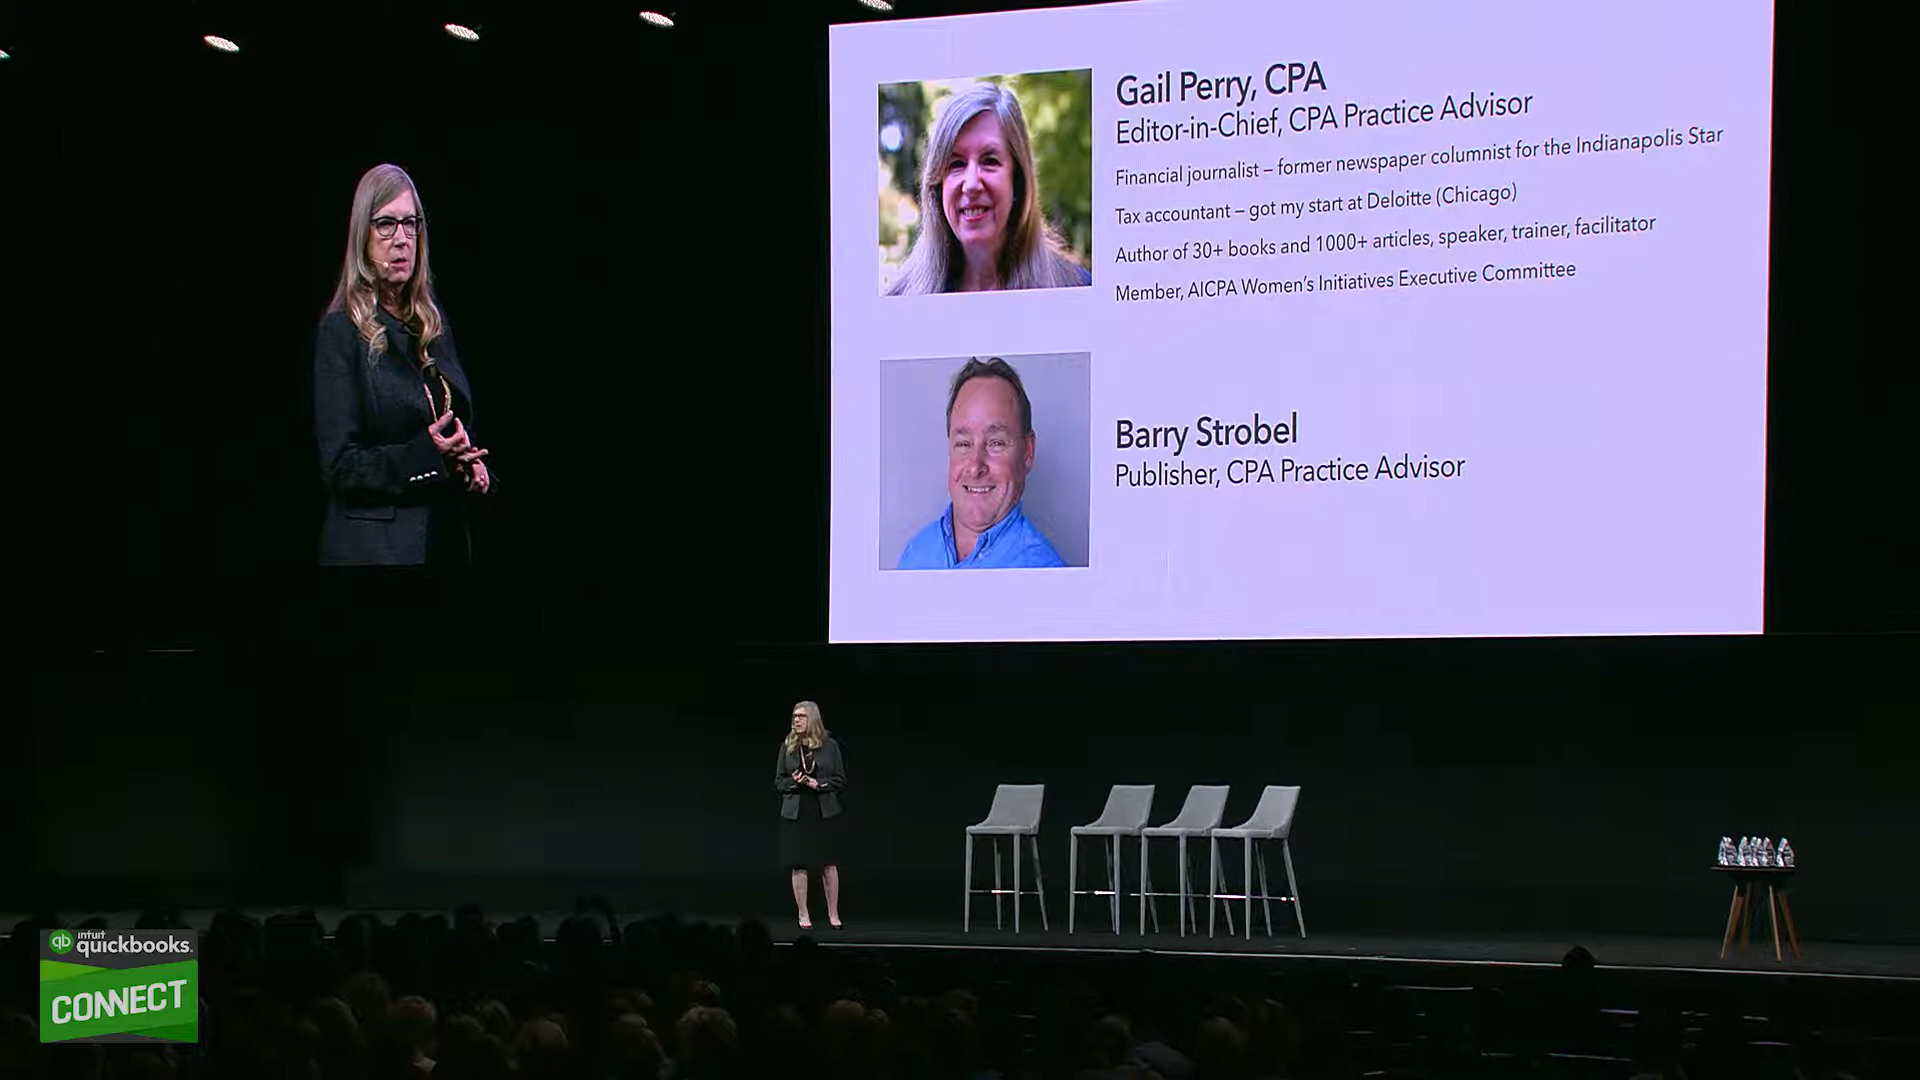 Gail Perry, CPA
Editor-in-Chief, CPA Practice Advisor
Financial journalist – former newspaper columnist for the Indianapolis Star
Tax accountant – got my start at Deloitte (Chicago)
Author of 30+ books and 1000+ articles, speaker, trainer, facilitator
Member, AICPA Women's Initiatives Executive Committee
Barry Strobel
Publisher, CPA Practice Advisor
qb intuit
quickbooks.
CONNECT